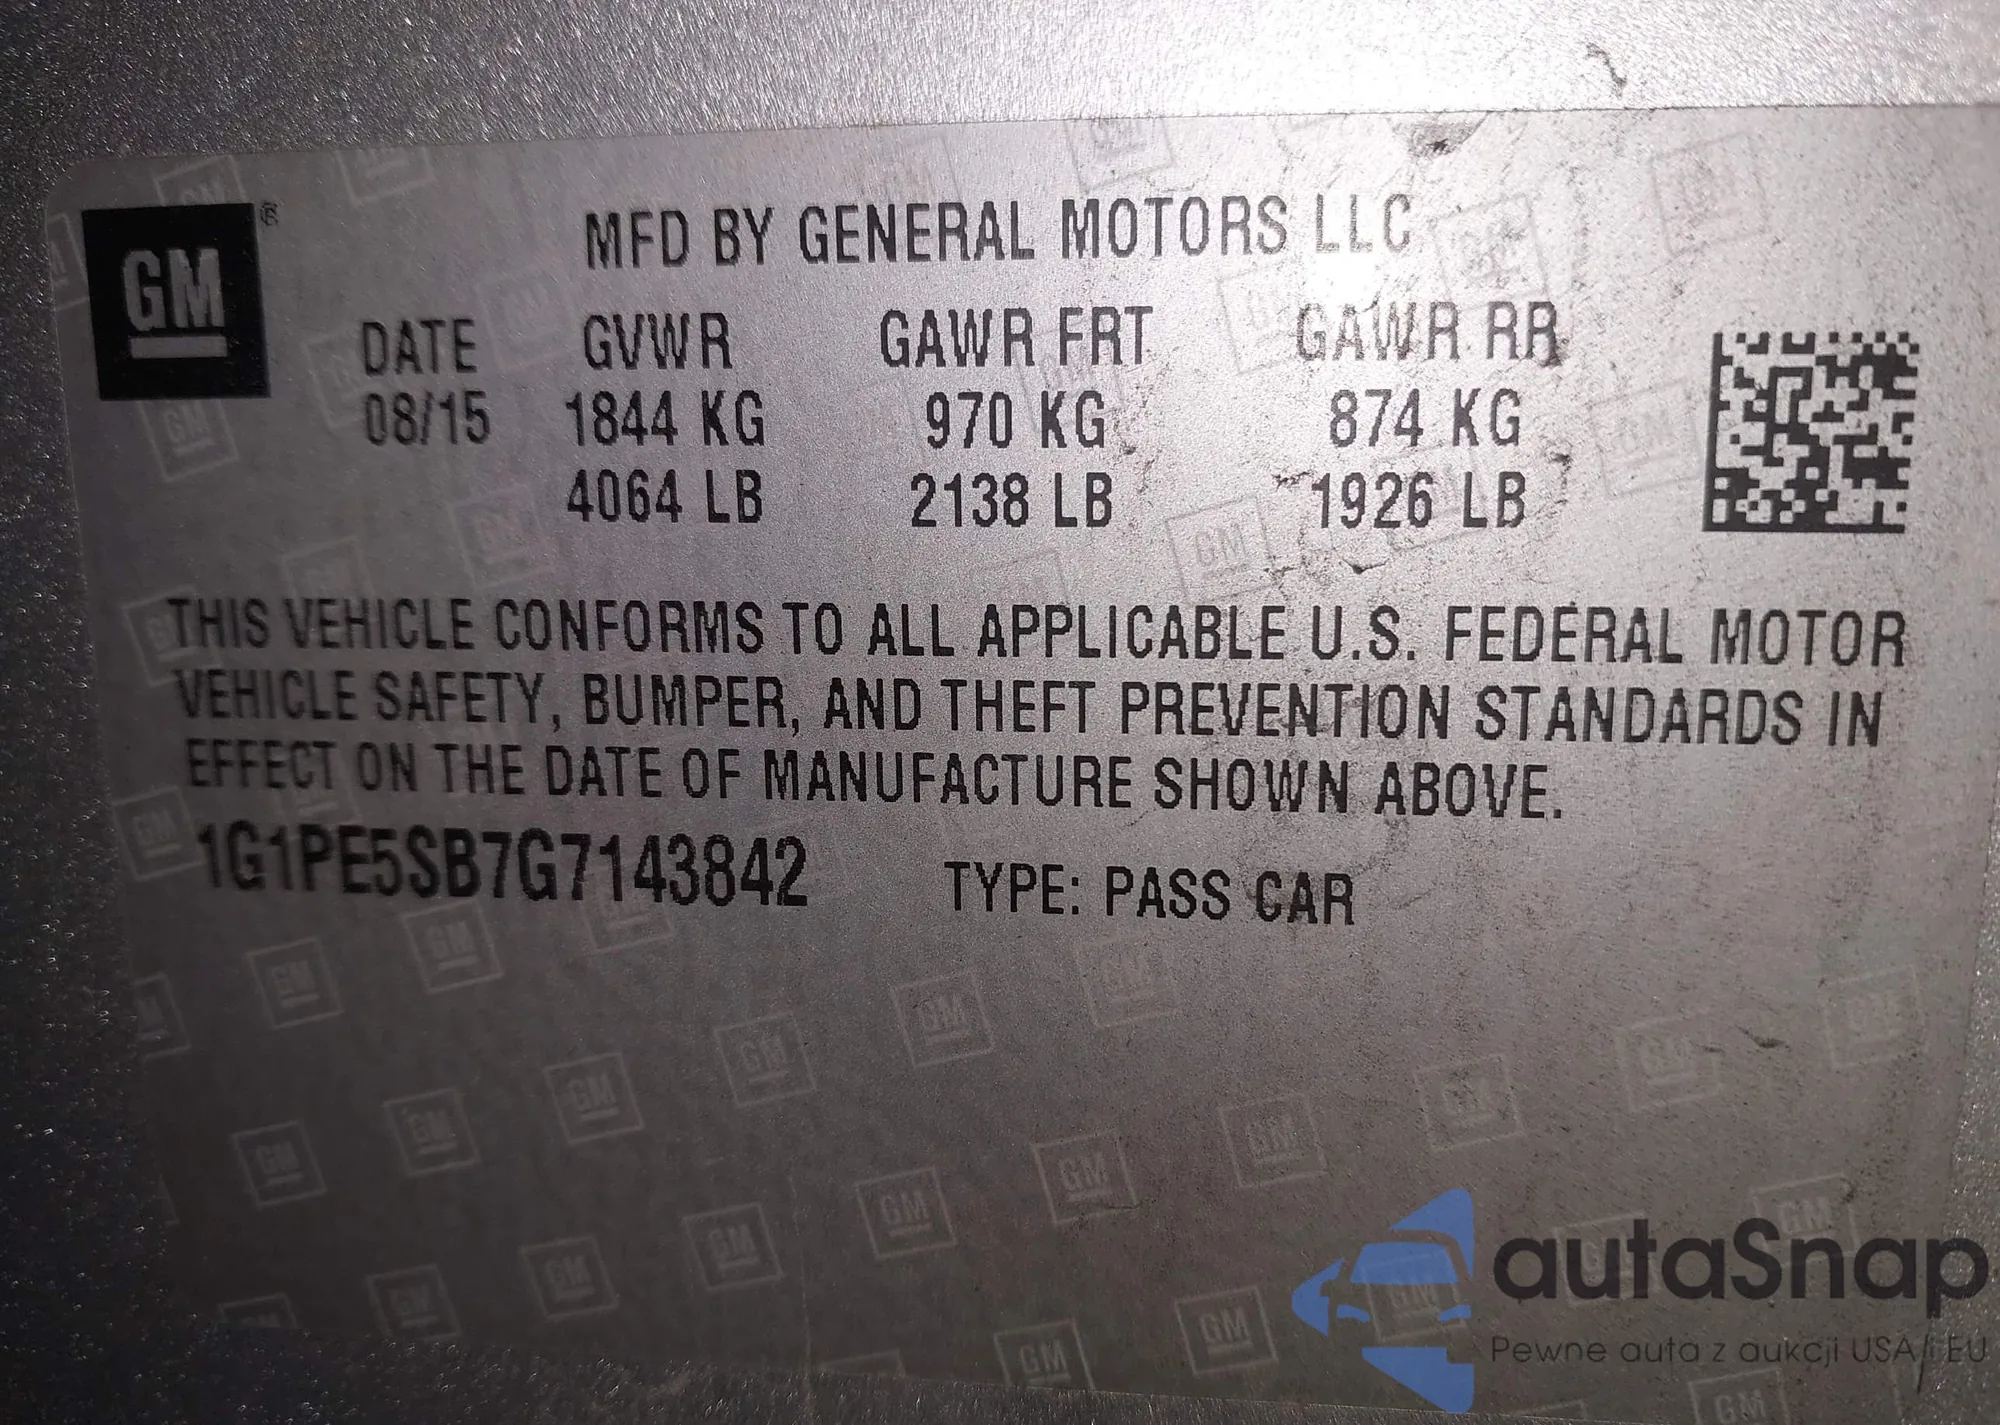 GM®
MFD BY GENERAL MOTORS LLC
DATE GVWR GAWR FRT GAWR RR
08/15 1844 KG 970 KG 874 KG
4064 LB 2138 LB 1926 LB
THIS VEHICLE CONFORMS TO ALL APPLICABLE U.S. FEDERAL MOTOR
VEHICLE SAFETY, BUMPER, AND THEFT PREVENTION STANDARDS IN
EFFECT ON THE DATE OF MANUFACTURE SHOWN ABOVE.
1G1PE5SB7G7143842 TYPE: PASS CAR
autaSnap
Pewne auta z aukcji USA i EU